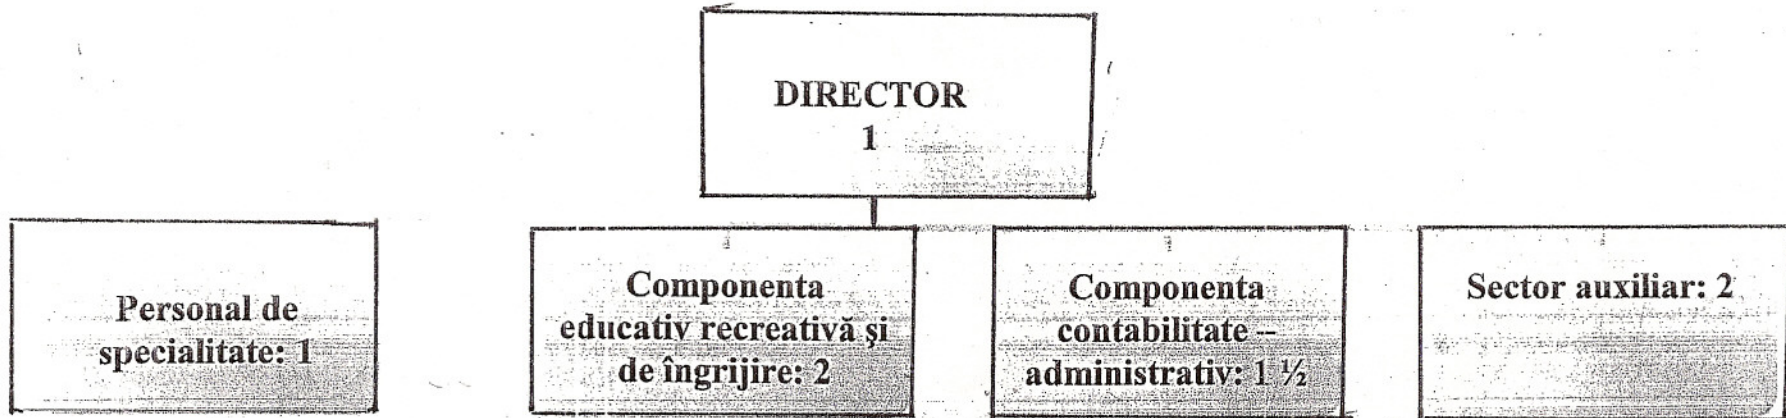 DIRECTOR
1
Personal de
specialitate: 1
Componenta
educativ recreativă şi
de îngrijire: 2
Componenta
contabilitate –
administrativ: 1 ½
Sector auxiliar: 2